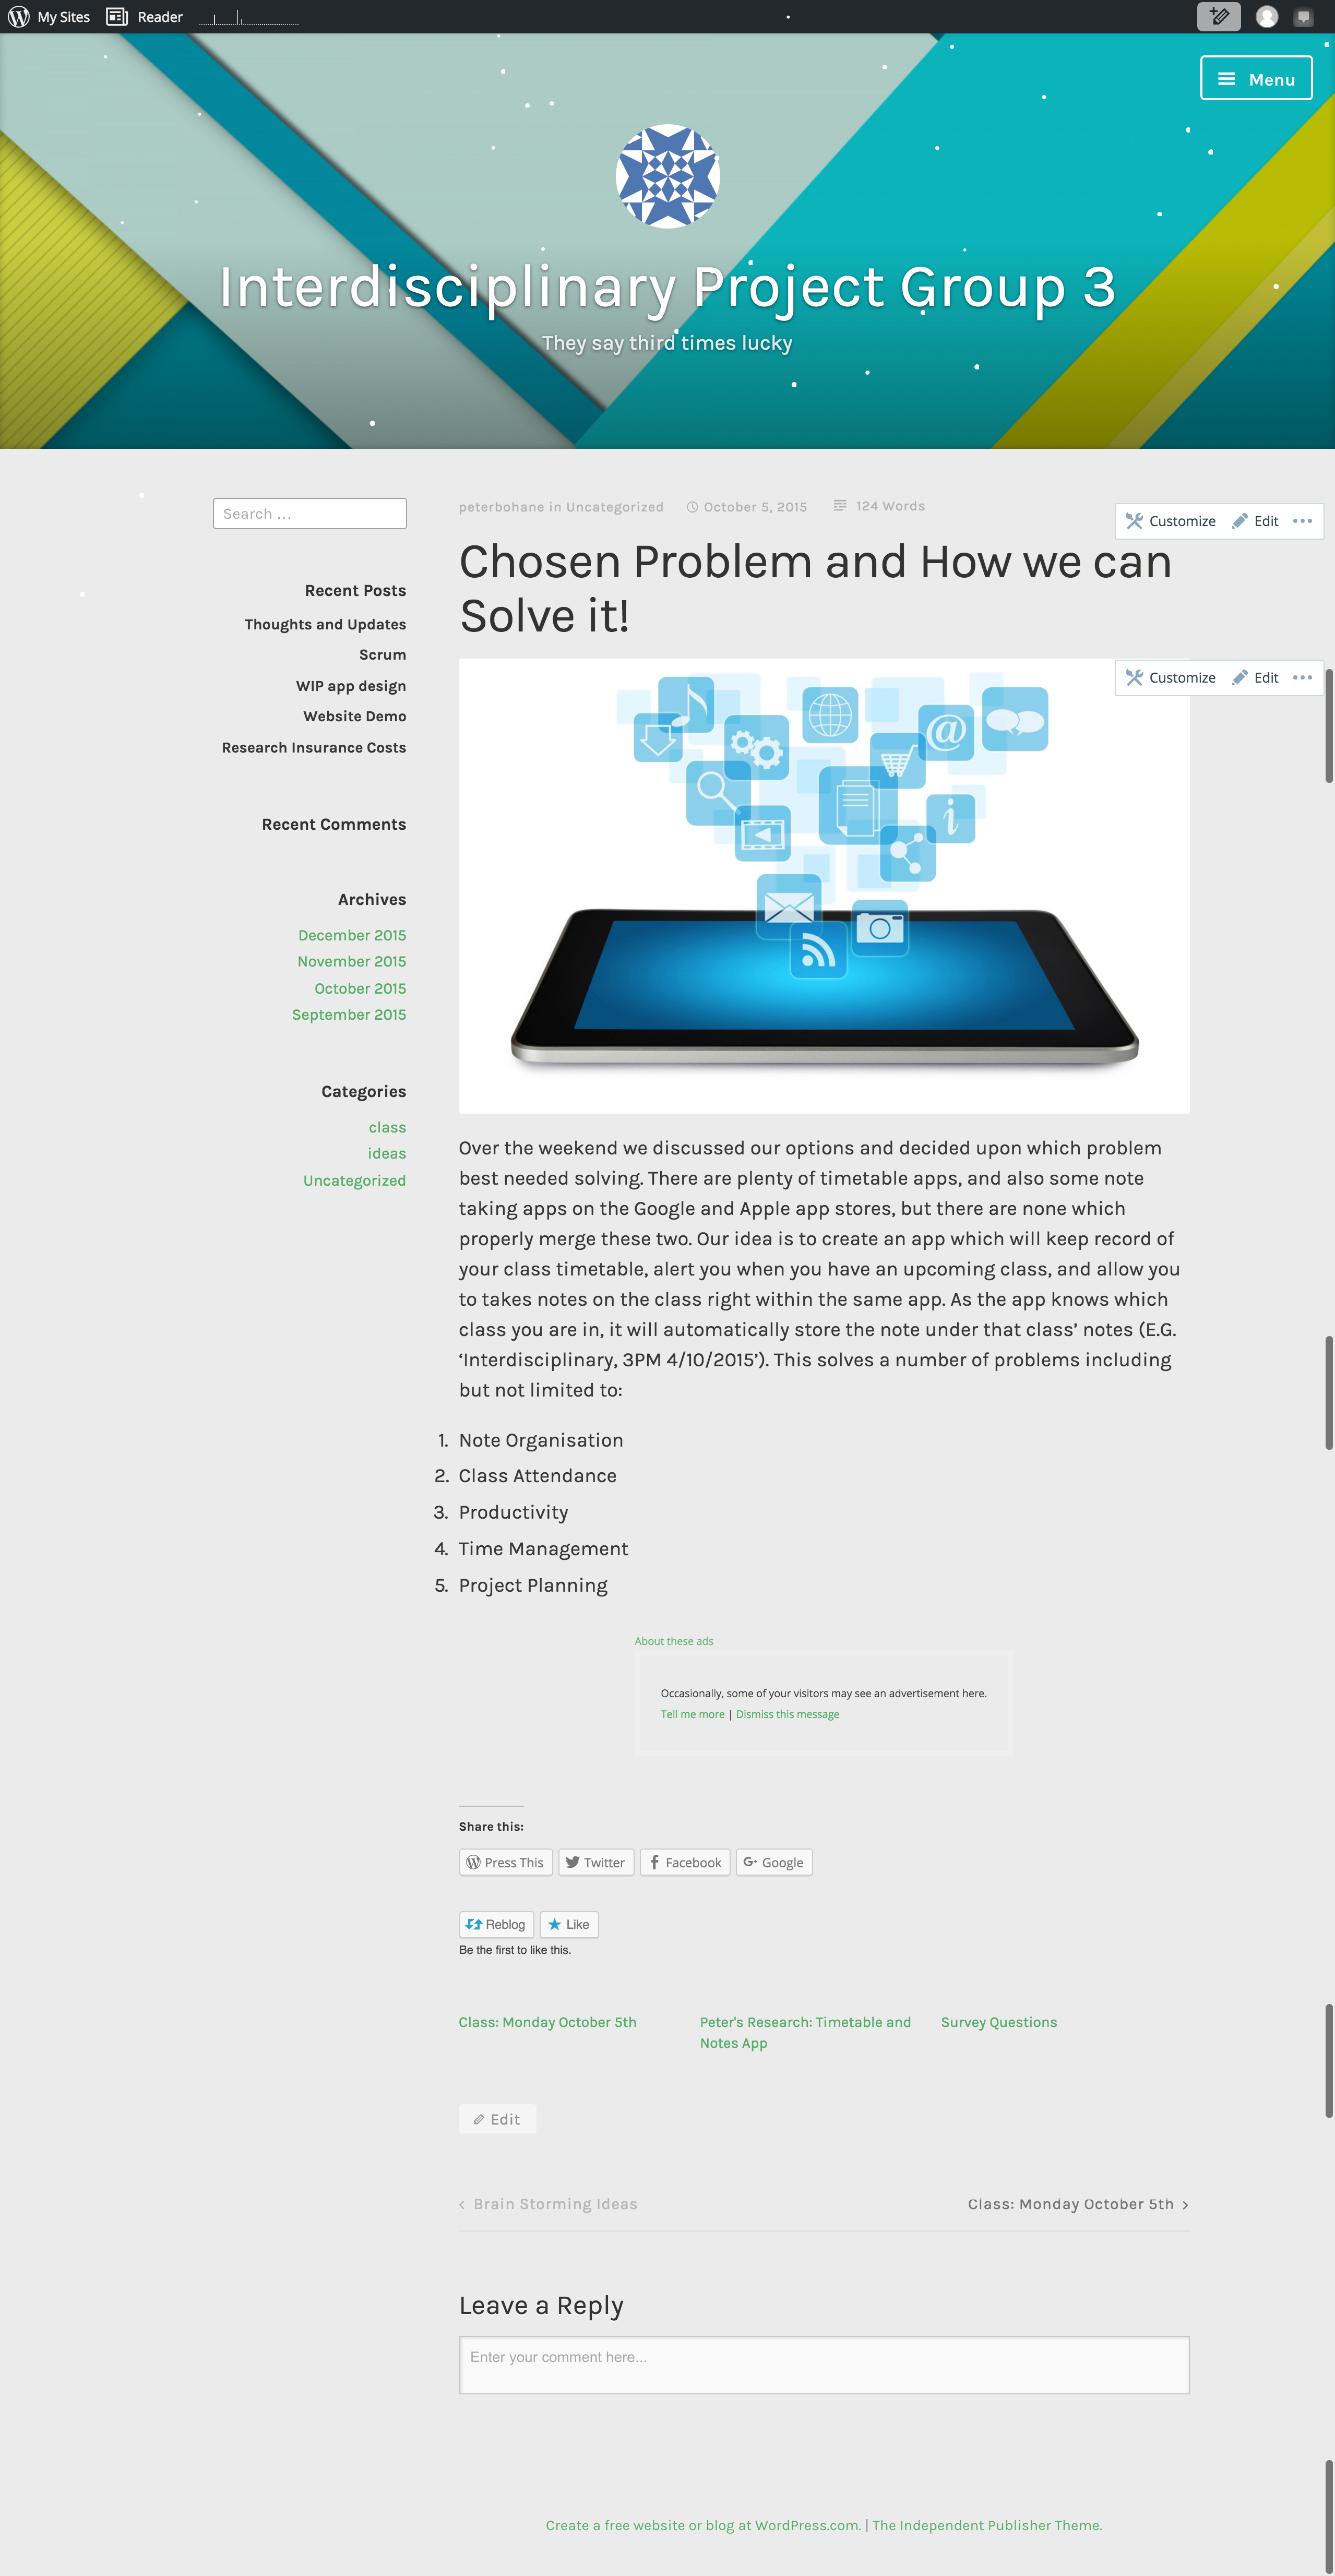 My Sites Reader
Menu
Interdisciplinary Project Group 3
They say third times lucky
Search ...
Recent Posts
Thoughts and Updates
Scrum
WIP app design
Website Demo
Research Insurance Costs
Recent Comments
Archives
December 2015
November 2015
October 2015
September 2015
Categories
class
ideas
Uncategorized
peterbohane in Uncategorized October 5, 2015 124 Words
Customize Edit
Chosen Problem and How we can
Solve it!
Customize Edit
@
i
Over the weekend we discussed our options and decided upon which problem
best needed solving. There are plenty of timetable apps, and also some note
taking apps on the Google and Apple app stores, but there are none which
properly merge these two. Our idea is to create an app which will keep record of
your class timetable, alert you when you have an upcoming class, and allow you
to takes notes on the class right within the same app. As the app knows which
class you are in, it will automatically store the note under that class’ notes (E.G.
‘Interdisciplinary, 3PM 4/10/2015’). This solves a number of problems including
but not limited to:
1. Note Organisation
2. Class Attendance
3. Productivity
4. Time Management
5. Project Planning
About these ads
Occasionally, some of your visitors may see an advertisement here.
Tell me more | Dismiss this message
Share this:
Press This Twitter Facebook Google
Reblog Like
Be the first to like this.
Class: Monday October 5th
Peter's Research: Timetable and
Notes App
Survey Questions
Edit
‹ Brain Storming Ideas Class: Monday October 5th ›
Leave a Reply
Enter your comment here...
Create a free website or blog at WordPress.com. | The Independent Publisher Theme.